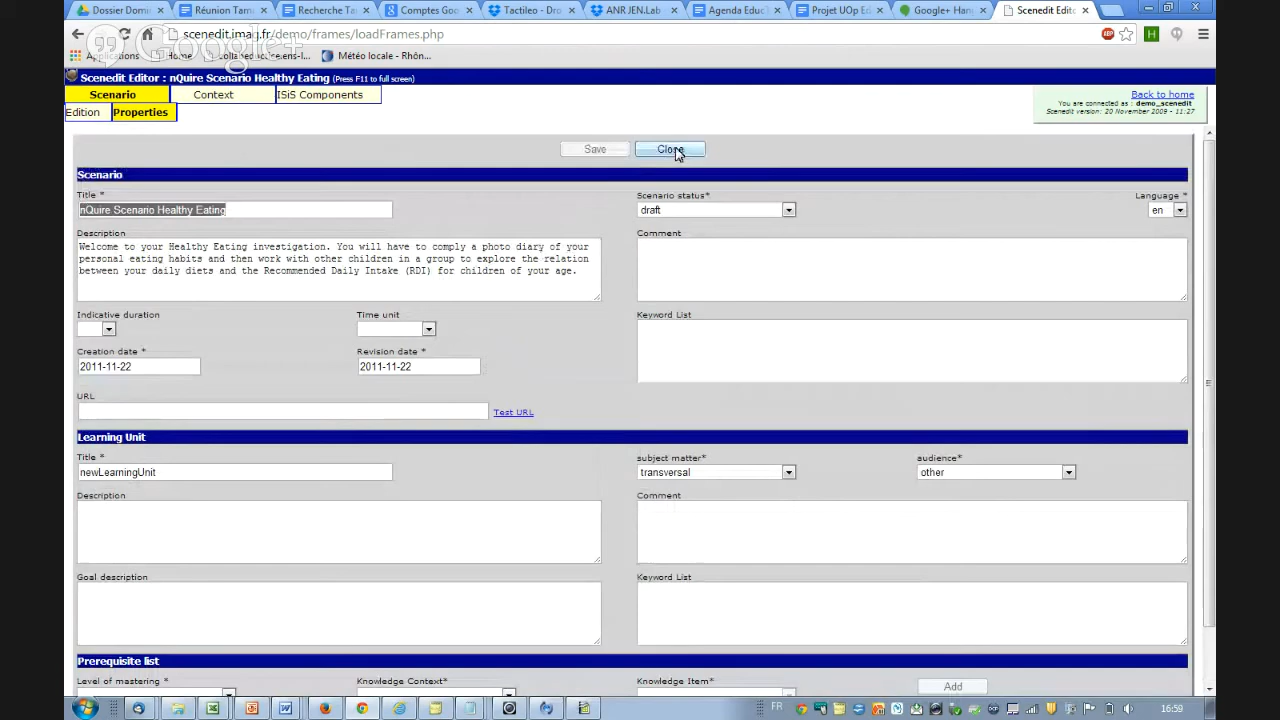 Dossier Domini
Réunion Tama
Recherche Ta
Comptes Goo
Tactileo - Dro
ANR JEN.Lab
Agenda Educ
Projet UOp Ed
Google+ Han
Scenedit Edito
scenedit.imag.fr/demo/frames/loadFrames.php
Google+
Applications
Home
Météo locale - Rhôn...
Scenedit Editor : nQuire Scenario Healthy Eating (Press F11 to full screen)
Scenario
Context
ISiS Components
Back to home
You are connected as : demo_scenedit
Scenedit version: 20 November 2009 - 11:27
Edition
Properties
Save
Close
Scenario
Title *
Scenario status*
Language *
nQuire Scenario Healthy Eating
draft
en
Description
Comment
Welcome to your Healthy Eating investigation. You will have to comply a photo diary of your
personal eating habits and then work with other children in a group to explore the relation
between your daily diets and the Recommended Daily Intake (RDI) for children of your age.
Indicative duration
Time unit
Keyword List
Creation date *
Revision date *
2011-11-22
2011-11-22
URL
Test URL
Learning Unit
Title *
subject matter*
audience*
newLearningUnit
transversal
other
Description
Comment
Goal description
Keyword List
Prerequisite list
Level of mastering *
Knowledge Context*
Knowledge Item*
Add
FR
16:59